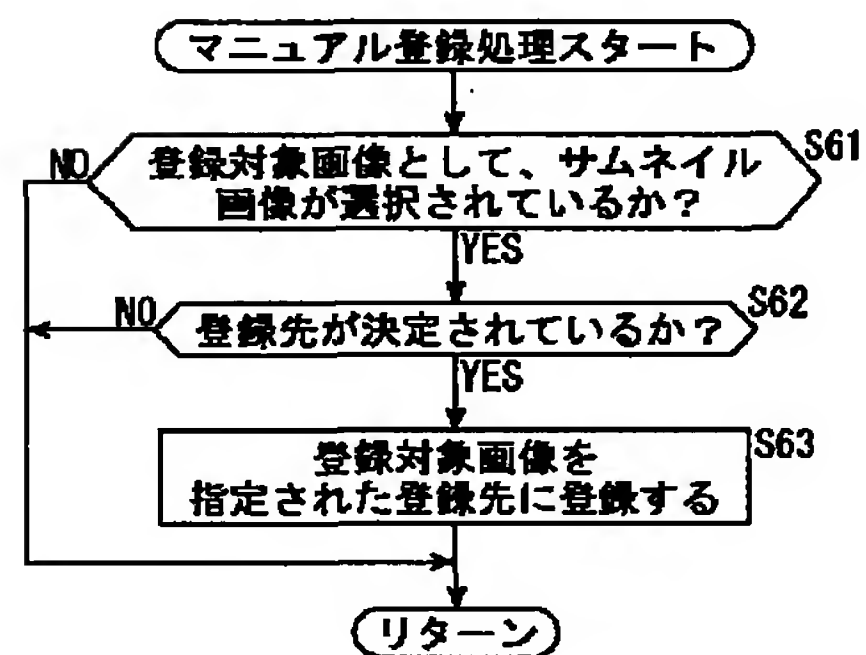 マニュアル登録処理スタート
S61
NO
登録対象画像として、サムネイル
画像が選択されているか？
YES
S62
NO
登録先が決定されているか？
YES
S63
登録対象画像を
指定された登録先に登録する
リターン